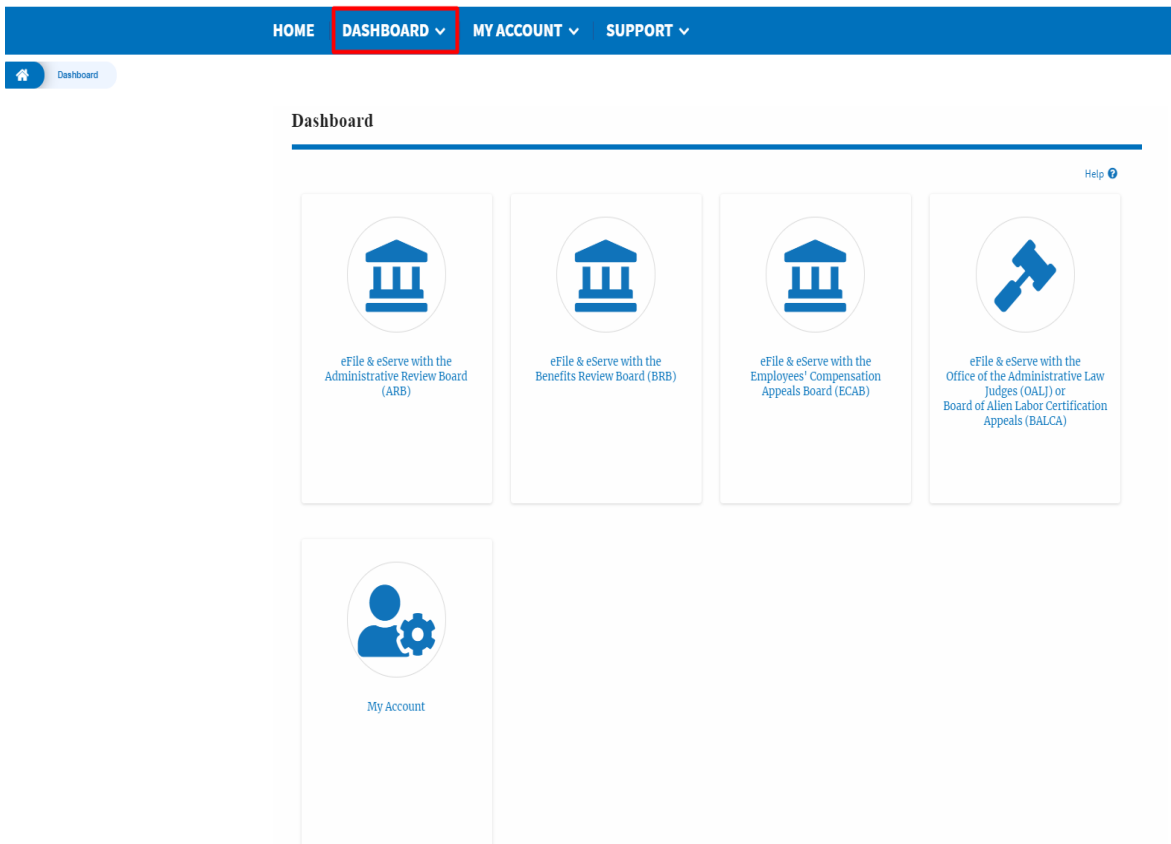 HOME DASHBOARD MY ACCOUNT SUPPORT
Dashboard
Dashboard
Help
eFile & eServe with the
Administrative Review Board
(ARB)
eFile & eServe with the
Benefits Review Board (BRB)
eFile & eServe with the
Employees' Compensation
Appeals Board (ECAB)
eFile & eServe with the
Office of the Administrative Law
Judges (OALJ) or
Board of Alien Labor Certification
Appeals (BALCA)
My Account